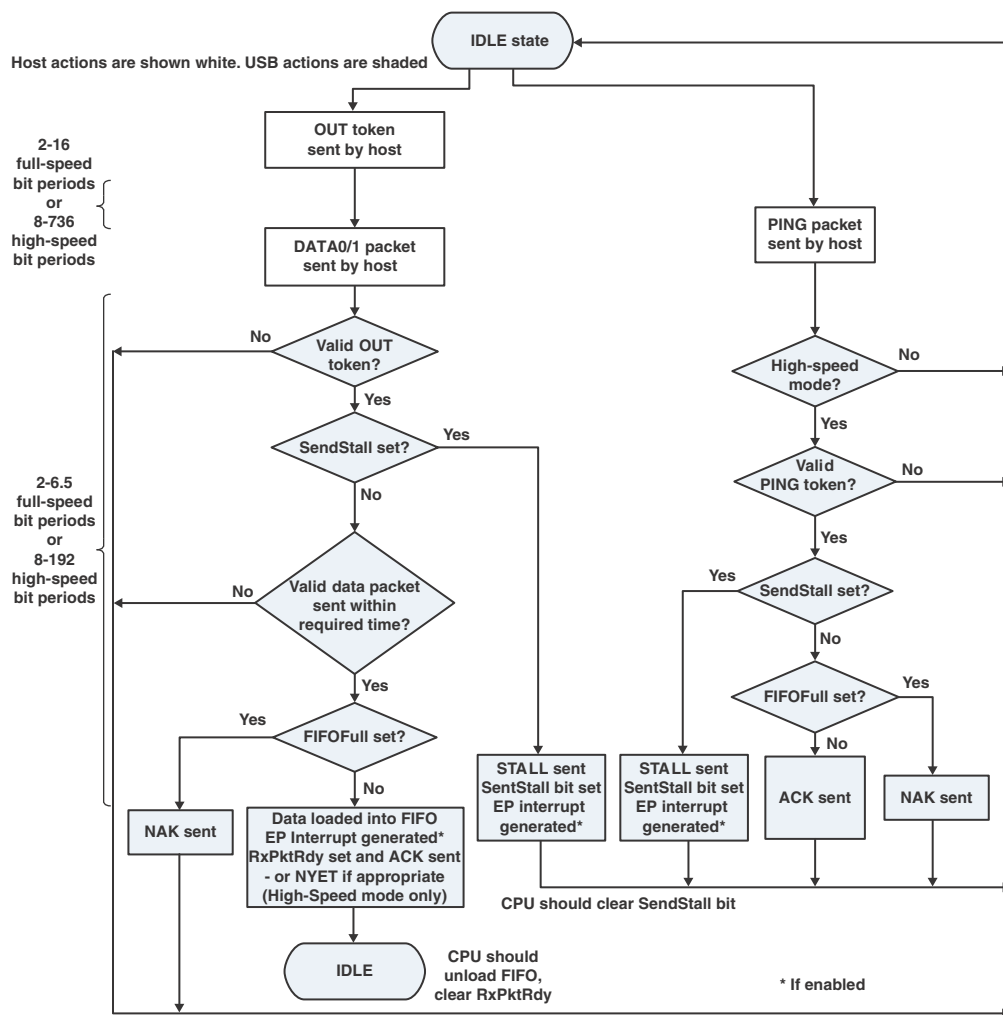 IDLE state
Host actions are shown white. USB actions are shaded
OUT token
sent by host
2-16
full-speed
bit periods
or
8-736
high-speed
bit periods
DATA0/1 packet
sent by host
PING packet
sent by host
Valid OUT
token?
No
Yes
High-speed
mode?
No
Yes
SendStall set?
Yes
No
Valid
PING token?
No
Yes
2-6.5
full-speed
bit periods
or
8-192
high-speed
bit periods
Valid data packet
sent within
required time?
No
Yes
SendStall set?
Yes
No
FIFOFull set?
Yes
No
FIFOFull set?
Yes
No
NAK sent
Data loaded into FIFO
EP Interrupt generated*
RxPktRdy set and ACK sent
- or NYET if appropriate
(High-Speed mode only)
STALL sent
SentStall bit set
EP interrupt
generated*
STALL sent
SentStall bit set
EP interrupt
generated*
ACK sent
NAK sent
CPU should clear SendStall bit
IDLE
CPU should
unload FIFO,
clear RxPktRdy
* If enabled